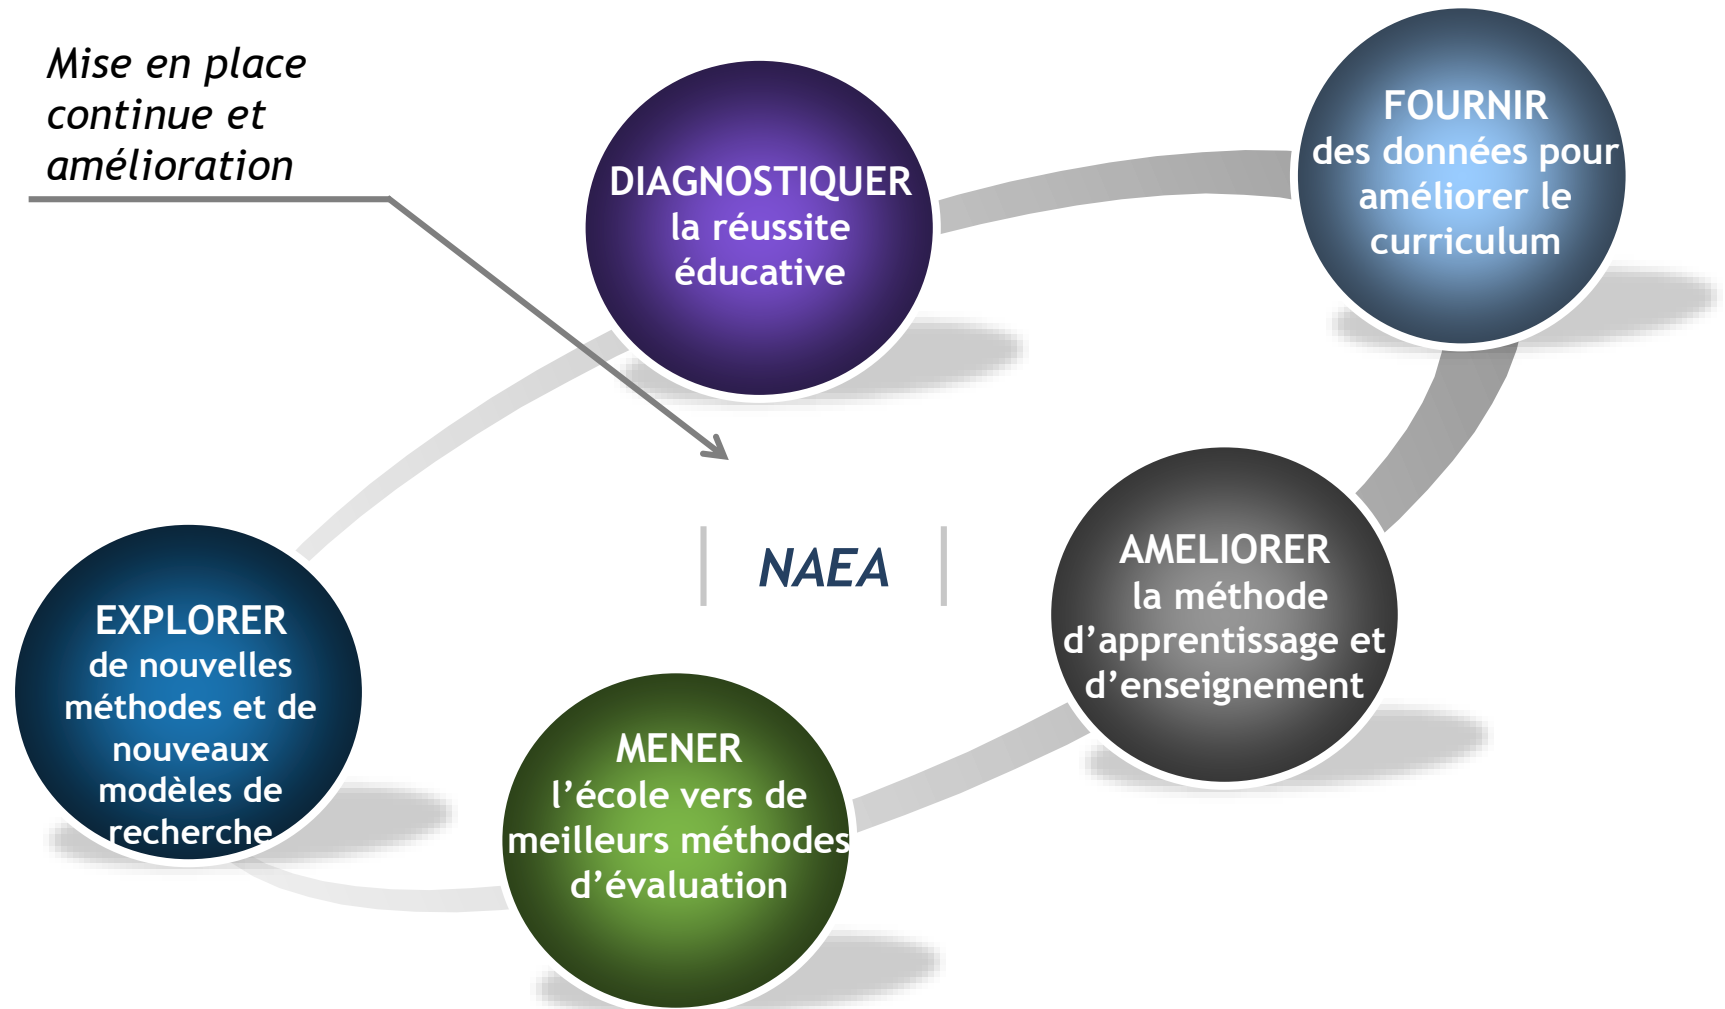 Mise en place
continue et
amélioration
DIAGNOSTIQUER
la réussite
éducative
FOURNIR
des données pour
améliorer le
curriculum
AMELIORER
la méthode
d’apprentissage et
d’enseignement
NAEA
EXPLORER
de nouvelles
méthodes et de
nouveaux
modèles de
recherche
MENER
l’école vers de
meilleurs méthodes
d’évaluation